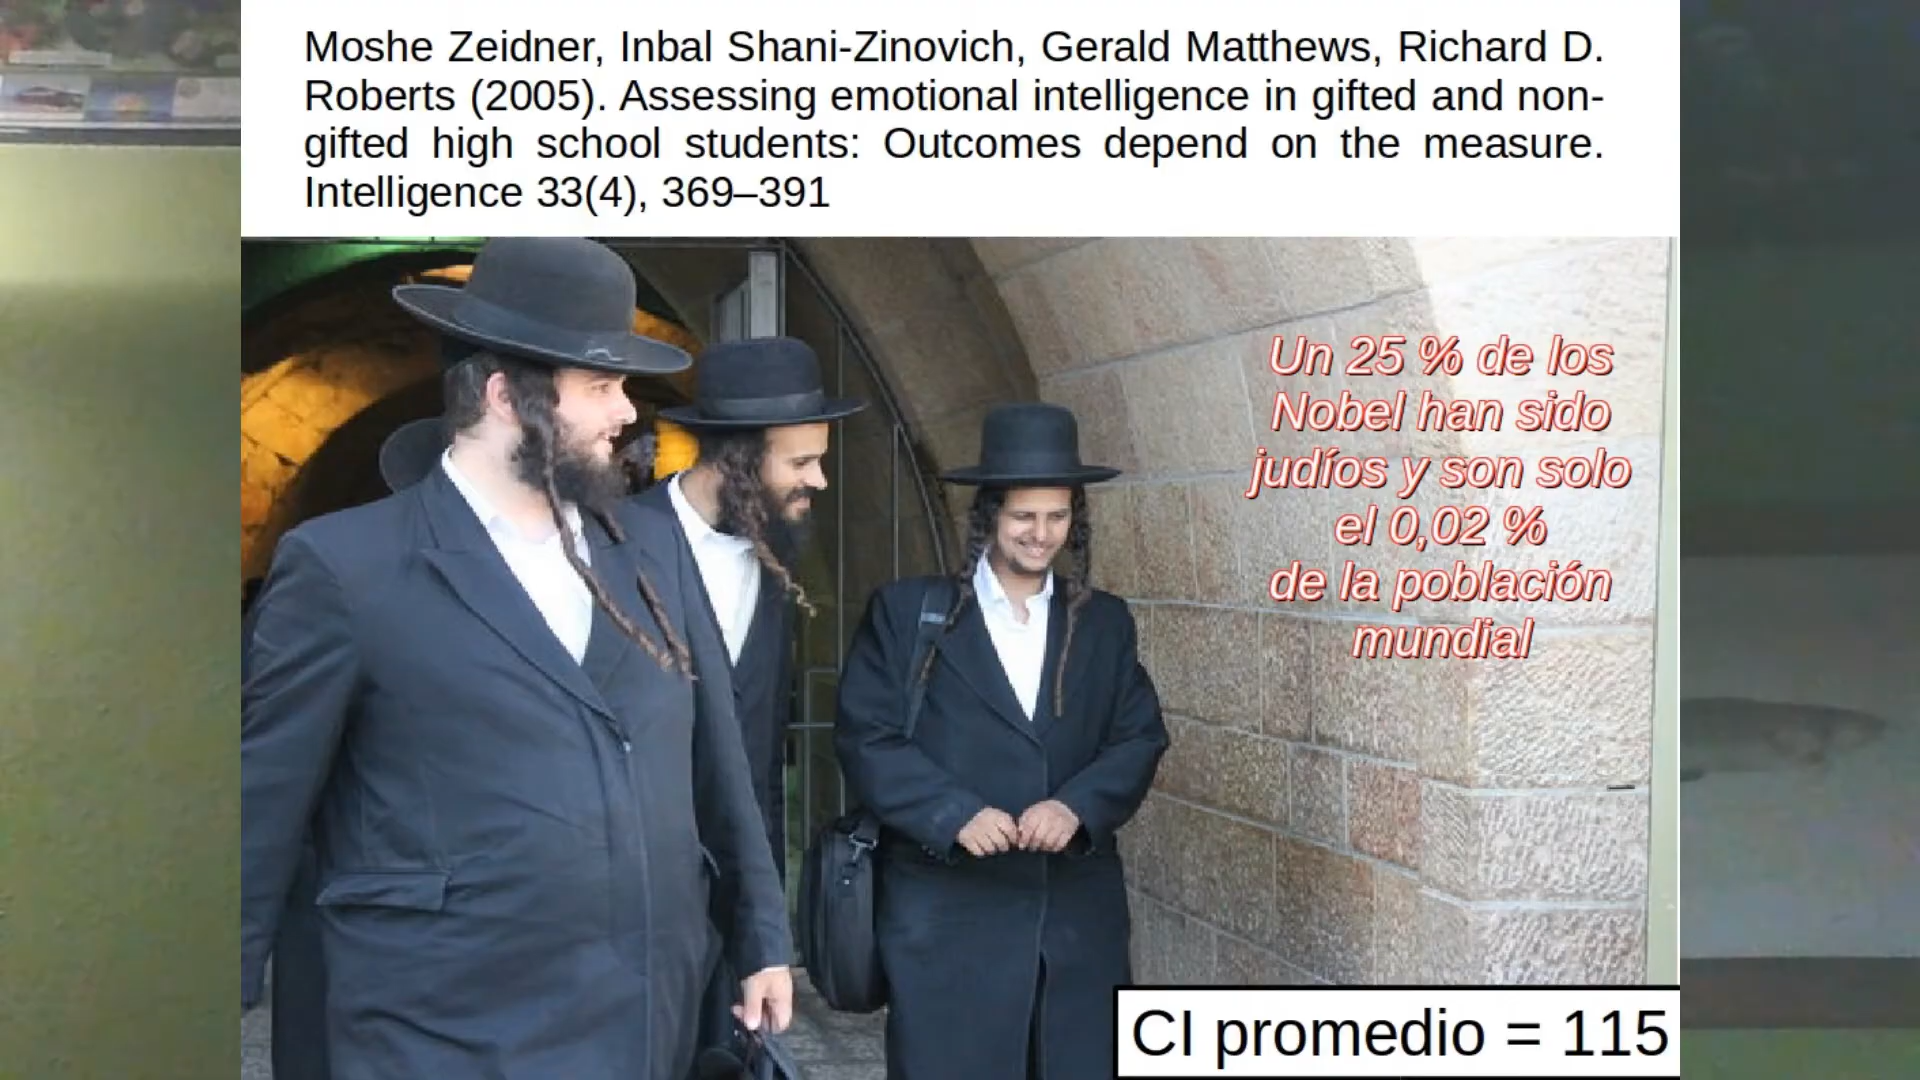 Moshe Zeidner, Inbal Shani-Zinovich, Gerald Matthews, Richard D.
Roberts (2005). Assessing emotional intelligence in gifted and non-
gifted high school students: Outcomes depend on the measure.
Intelligence 33(4), 369–391
Un 25 % de los
Nobel han sido
judíos y son solo
el 0,02 %
de la población
mundial
CI promedio = 115